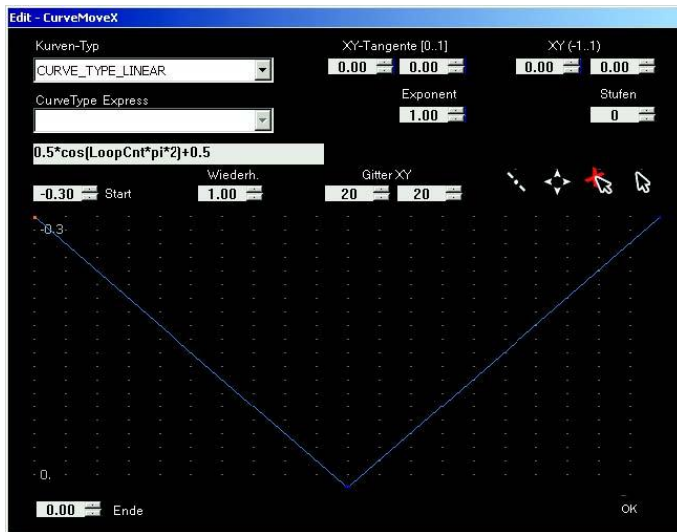 Edit - CurveMoveX
Kurven-Typ
XY-Tangente [0..1]
XY (-1..1)
CURVE_TYPE_LINEAR
0.00 0.00
0.00 0.00
CurveType Express
Exponent
Stufen
1.00
0
0.5*cos(LoopCnt*pi*2)+0.5
Wiederh.
Gitter XY
-0.30 Start
1.00
20 20
-0.3
0.
0.00 Ende
OK